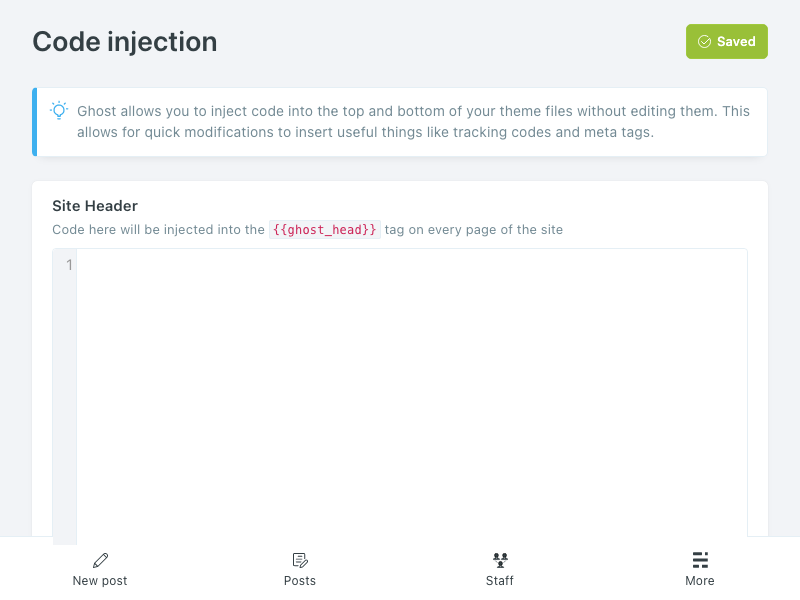 Code injection
Saved
Ghost allows you to inject code into the top and bottom of your theme files without editing them. This
allows for quick modifications to insert useful things like tracking codes and meta tags.
Site Header
Code here will be injected into the {{ghost_head}} tag on every page of the site
1
New post
Posts
Staff
More